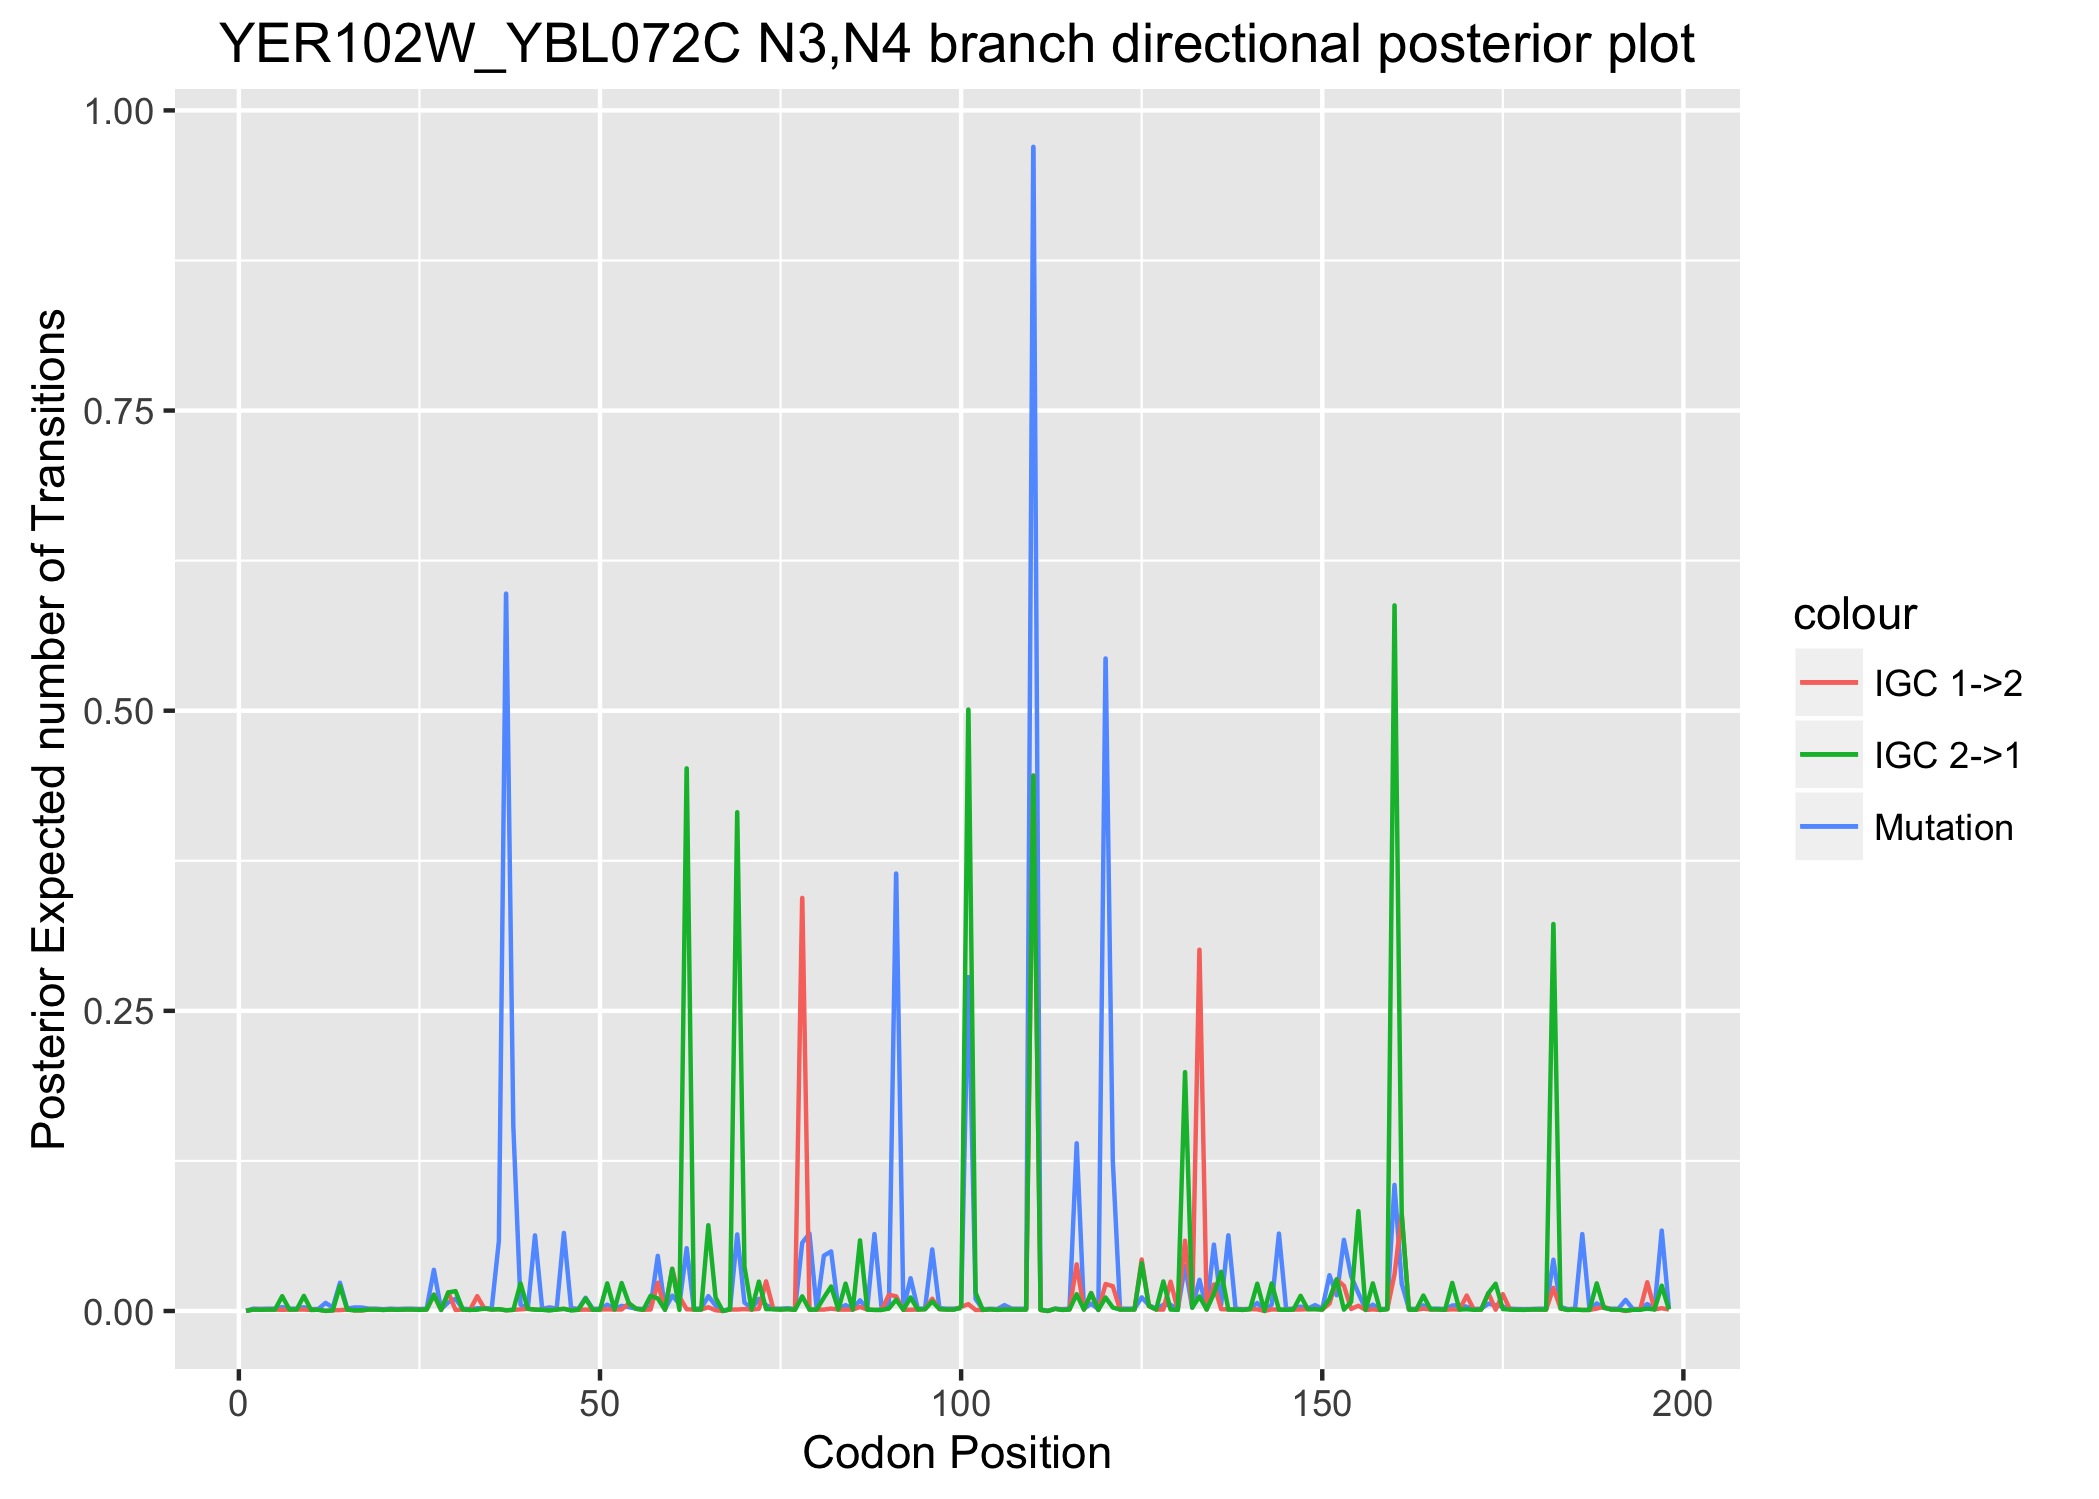 YER102W_YBL072C N3,N4 branch directional posterior plot
Posterior Expected number of Transitions
1.00
0.75
0.50
0.25
0.00
0
50
100
150
200
Codon Position
colour
IGC 1->2
IGC 2->1
Mutation